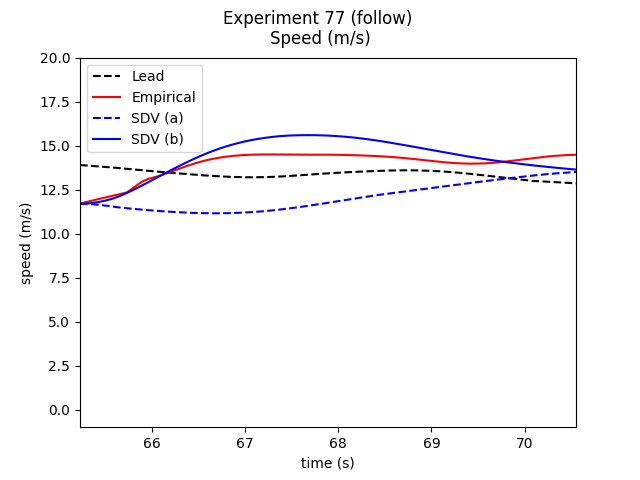 Experiment 77 (follow)
Speed (m/s)
Lead
Empirical
SDV (a)
SDV (b)
20.0
17.5
15.0
12.5
10.0
7.5
5.0
2.5
0.0
speed (m/s)
66 67 68 69 70
time (s)